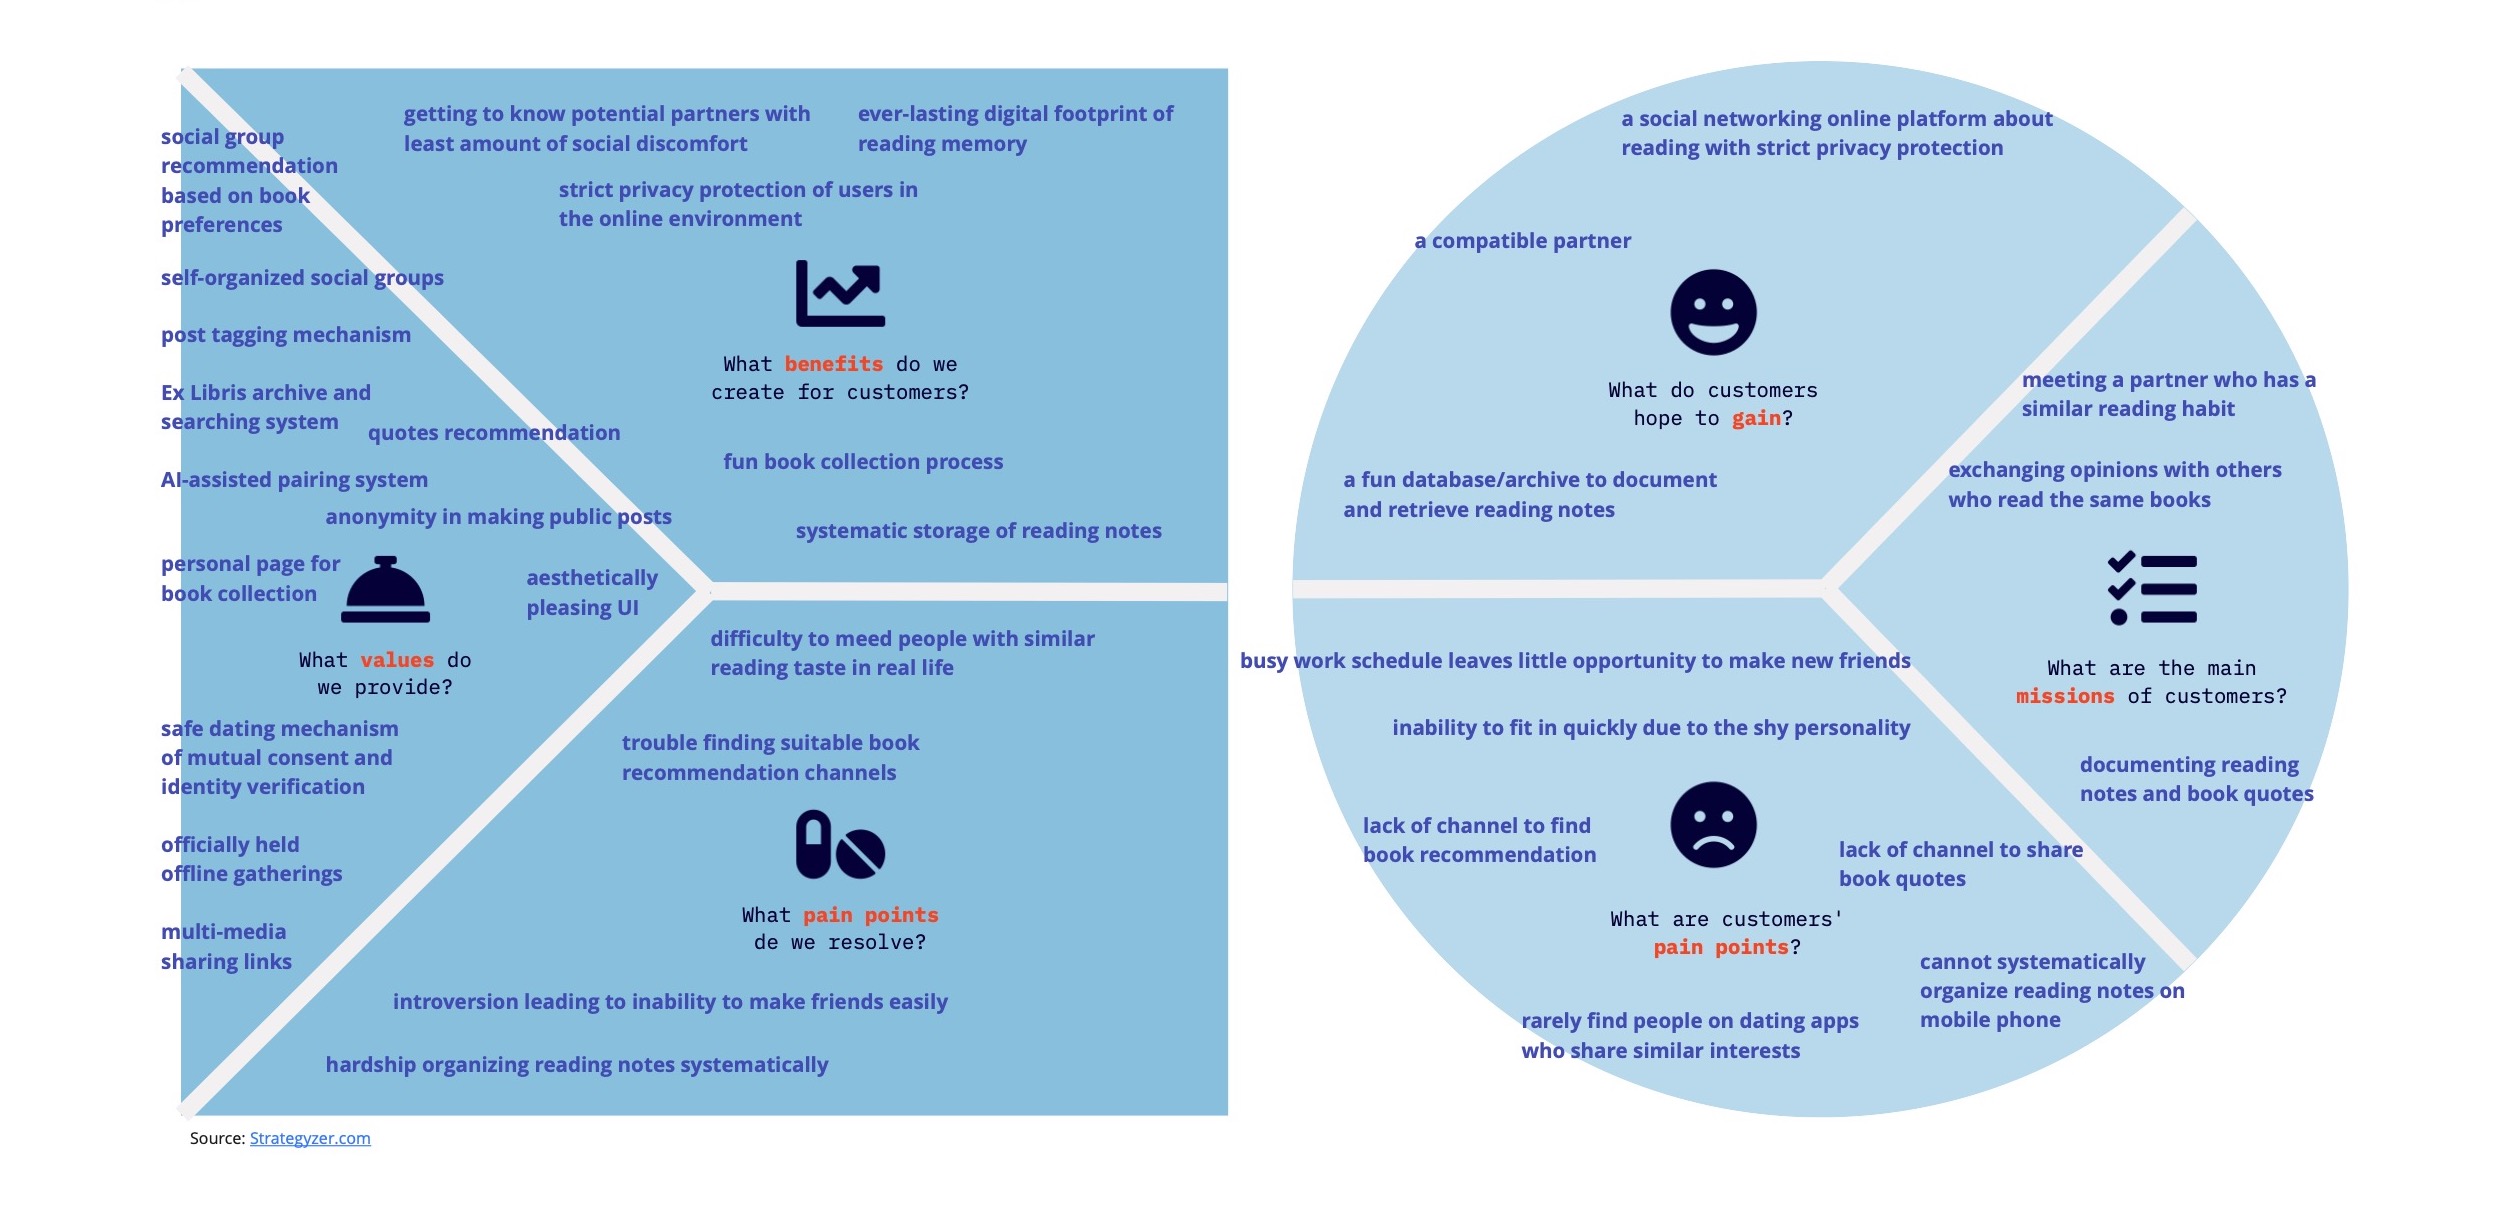 social group
recommendation
based on book
preferences
self-organized social groups
post tagging mechanism
Ex Libris archive and
searching system
quotes recommendation
AI-assisted pairing system
anonymity in making public posts
personal page for
book collection
aesthetically
pleasing UI
What values do
we provide?
safe dating mechanism
of mutual consent and
identity verification
officially held
offline gatherings
multi-media
sharing links
getting to know potential partners with
least amount of social discomfort
ever-lasting digital footprint of
reading memory
strict privacy protection of users in
the online environment
What benefits do we
create for customers?
fun book collection process
systematic storage of reading notes
difficulty to meed people with similar
reading taste in real life
trouble finding suitable book
recommendation channels
What pain points
de we resolve?
introversion leading to inability to make friends easily
hardship organizing reading notes systematically
Source: Strategyzer.com
a social networking online platform about
reading with strict privacy protection
a compatible partner
What do customers
hope to gain?
a fun database/archive to document
and retrieve reading notes
meeting a partner who has a
similar reading habit
exchanging opinions with others
who read the same books
What are the main
missions of customers?
documenting reading
notes and book quotes
busy work schedule leaves little opportunity to make new friends
inability to fit in quickly due to the shy personality
lack of channel to find
book recommendation
lack of channel to share
book quotes
What are customers'
pain points?
cannot systematically
organize reading notes on
mobile phone
rarely find people on dating apps
who share similar interests